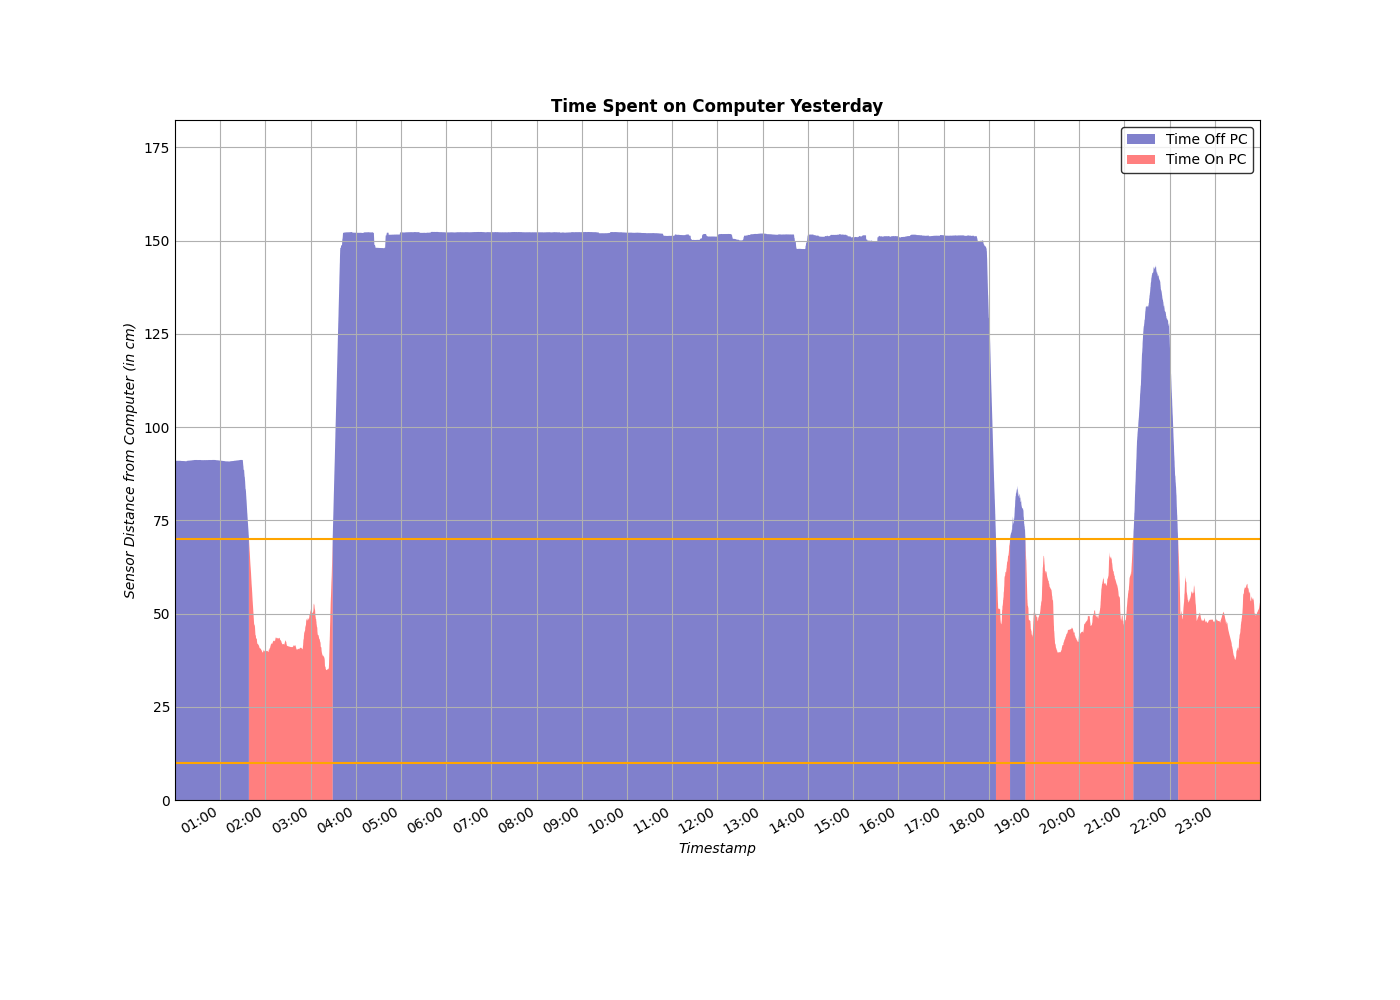 Time Spent on Computer Yesterday
Time Off PC
Time On PC
Sensor Distance from Computer (in cm)
175
150
125
100
75
50
25
0
01:00 02:00 03:00 04:00 05:00 06:00 07:00 08:00 09:00 10:00 11:00 12:00 13:00 14:00 15:00 16:00 17:00 18:00 19:00 20:00 21:00 22:00 23:00
Timestamp